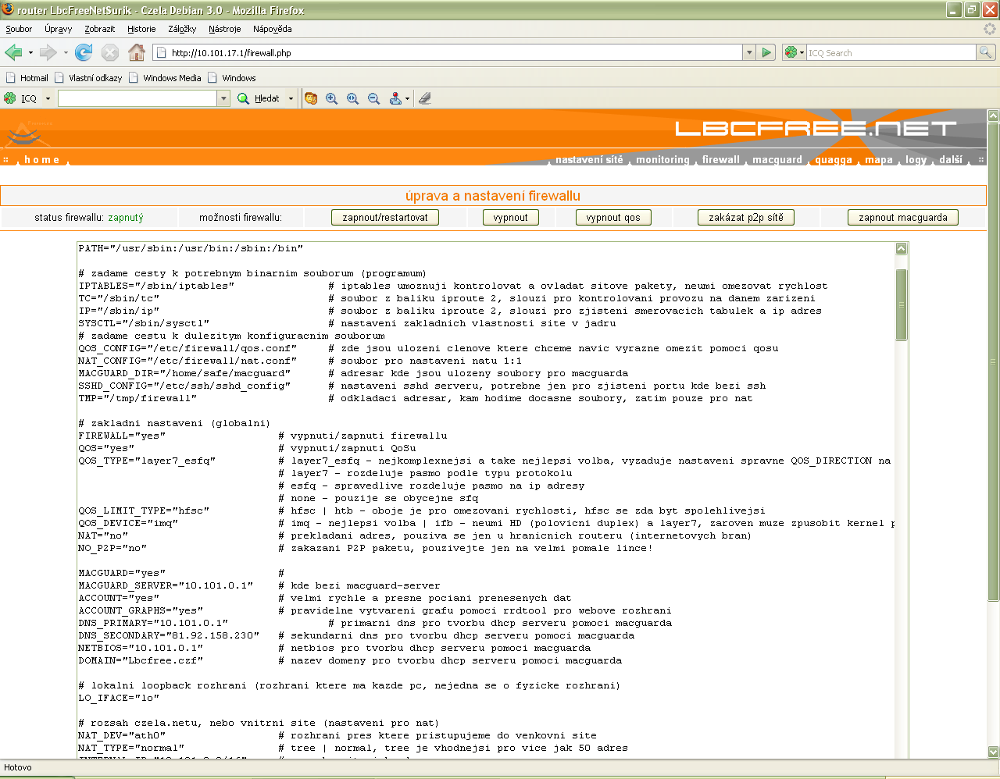 router LbcFreeNetSurik - Czela Debian 3.0 - Mozilla Firefox
Soubor Úpravy Zobrazit Historie Záložky Nástroje Nápověda
http://10.101.17.1/firewall.php ICQ Search
Hotmail Vlastní odkazy Windows Media Windows
ICQ Hledat
LBCFREE.NET
:: home nastavení sítě monitoring firewall macguard quagga mapa logy další ::
úprava a nastavení firewallu
status firewallu: zapnutý možnosti firewallu: zapnout/restartovat vypnout vypnout qos zakázat p2p sítě zapnout macguarda
PATH="/usr/sbin:/usr/bin:/sbin:/bin"
# zadame cesty k potrebnym binarnim souborum (programum)
IPTABLES="/sbin/iptables" # iptables umoznuji kontrolovat a ovladat sitove pakety, neumi omezovat rychlost
TC="/sbin/tc" # soubor z baliku iproute 2, slouzi pro kontrolovani provozu na danem zarizeni
IP="/sbin/ip" # soubor z baliku iproute 2, slouzi pro zjisteni smerovacich tabulek a ip adres
SYSCTL="/sbin/sysctl" # nastaveni zakladnich vlastnosti site v jadru
# zadame cestu k dulezitym konfiguracnim souborum
QOS_CONFIG="/etc/firewall/qos.conf" # zde jsou ulozeni clenove ktere chceme navic vyrazne omezit pomoci qosu
NAT_CONFIG="/etc/firewall/nat.conf" # soubor pro nastaveni natu 1:1
MACGUARD_DIR="/home/safe/macguard" # adresar kde jsou ulozeny soubory pro macguarda
SSHD_CONFIG="/etc/ssh/sshd_config" # nastaveni sshd serveru, potrebne jen pro zjisteni portu kde bezi ssh
TMP="/tmp/firewall" # odkladaci adresar, kam hodime docasne soubory, zatim pouze pro nat
# zakladni nastaveni (globalni)
FIREWALL="yes" # vypnuti/zapnuti firewallu
QOS="yes" # vypnuti/zapnuti QoSu
QOS_TYPE="layer7_esfq" # layer7_esfq - nejkomplexnejsi a take nejlepsi volba, vyzaduje nastaveni spravne QOS_DIRECTION na
# layer7 - rozdeluje pasmo podle typu protokolu
# esfq - spravedlive rozdeluje pasmo na ip adresy
# none - pouzije se obycejne sfq
QOS_LIMIT_TYPE="hfsc" # hfsc | htb - oboje je pro omezovani rychlosti, hfsc se zda byt spolehlivejsi
QOS_DEVICE="imq" # imq - nejlepsi volba | ifb - neumi HD (polovicni duplex) a layer7, zaroven muze zpusobit kernel p
NAT="no" # prekladani adres, pouziva se jen u hranicnich routeru (internetovych bran)
NO_P2P="no" # zakazani P2P paketu, pouzivejte jen na velmi pomale lince!
MACGUARD="yes" #
MACGUARD_SERVER="10.101.0.1" # kde bezi macguard-server
ACCOUNT="yes" # velmi rychle a presne pociani prenesenych dat
ACCOUNT_GRAPHS="yes" # pravidelne vytvareni grafu pomoci rrdtool pro webove rozhrani
DNS_PRIMARY="10.101.0.1" # primarni dns pro tvorbu dhcp serveru pomoci macguarda
DNS_SECONDARY="81.92.158.230" # sekundarni dns pro tvorbu dhcp serveru pomoci macguarda
NETBIOS="10.101.0.1" # netbios pro tvorbu dhcp serveru pomoci macguarda
DOMAIN="Lbcfree.czf" # nazev domeny pro tvorbu dhcp serveru pomoci macguarda
# lokalni loopback rozhrani (rozhrani ktere ma kazde pc, nejedna se o fyzicke rozhrani)
LO_IFACE="lo"
# rozsah czela.netu, nebo vnitrni site (nastaveni pro nat)
NAT_DEV="ath0" # rozhrani pres ktere pristupujeme do venkovni site
NAT_TYPE="normal" # tree | normal, tree je vhodnejsi pro vice jak 50 adres
Hotovo